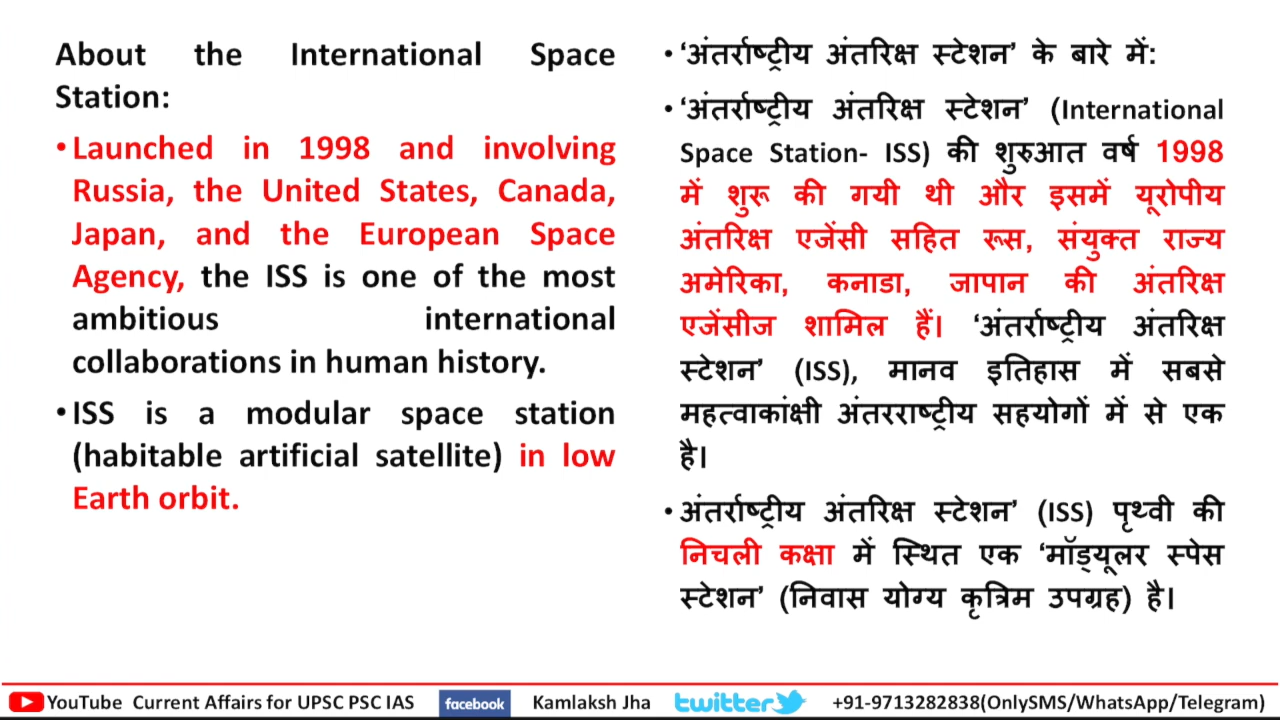 About the International Space
Station:
•Launched in 1998 and involving
Russia, the United States, Canada,
Japan, and the European Space
Agency, the ISS is one of the most
ambitious international
collaborations in human history.
•ISS is a modular space station
(habitable artificial satellite) in low
Earth orbit.
• ‘अंतर्राष्ट्रीय अंतरिक्ष स्टेशन’ के बारे में:
• ‘अंतर्राष्ट्रीय अंतरिक्ष स्टेशन’ (International
Space Station- ISS) की शुरुआत वर्ष 1998
में शुरू की गयी थी और इसमें यूरोपीय
अंतरिक्ष एजेंसी सहित रूस, संयुक्त राज्य
अमेरिका, कनाडा, जापान की अंतरिक्ष
एजेंसीज शामिल हैं। ‘अंतर्राष्ट्रीय अंतरिक्ष
स्टेशन’ (ISS), मानव इतिहास में सबसे
महत्वाकांक्षी अंतरराष्ट्रीय सहयोगों में से एक
है।
• अंतर्राष्ट्रीय अंतरिक्ष स्टेशन’ (ISS) पृथ्वी की
निचली कक्षा में स्थित एक ‘मॉड्यूलर स्पेस
स्टेशन’ (निवास योग्य कृत्रिम उपग्रह) है।
YouTube Current Affairs for UPSC PSC IAS facebook Kamlaksh Jha twitter +91-9713282838(OnlySMS/WhatsApp/Telegram)